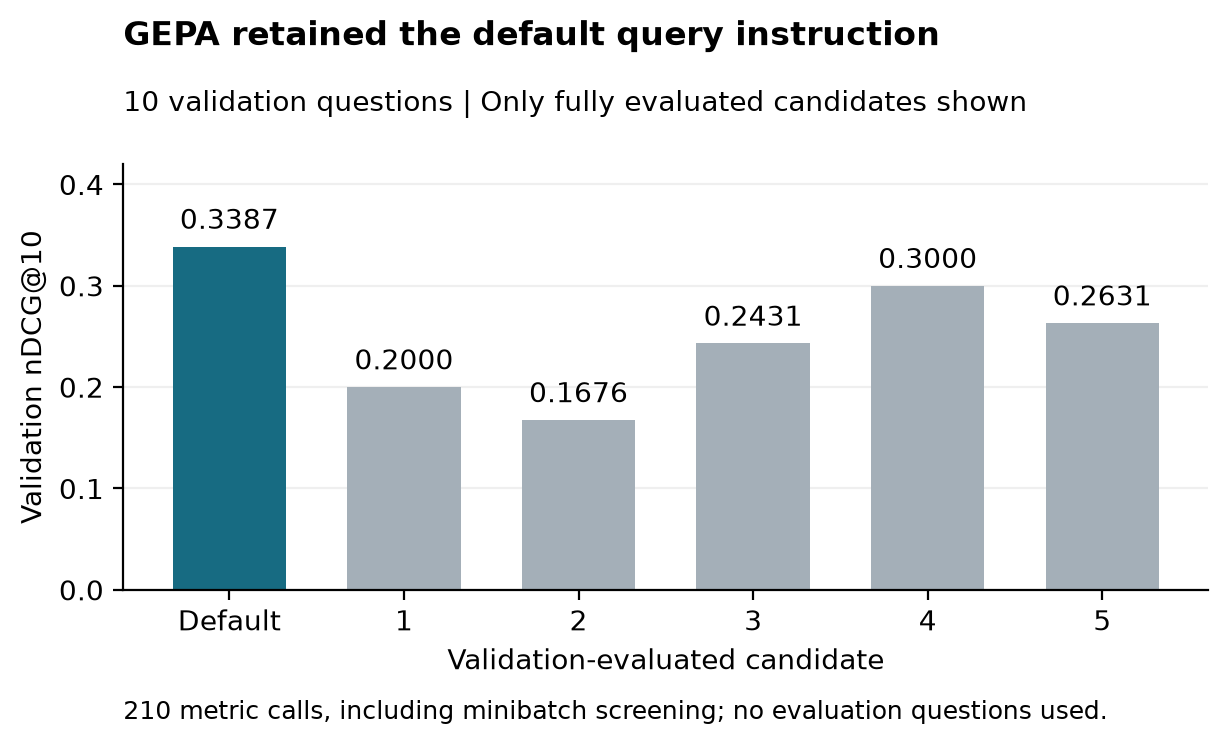 GEPA retained the default query instruction
10 validation questions | Only fully evaluated candidates shown
Validation nDCG@10
0.4
0.3
0.2
0.1
0.0
0.3387
0.2000
0.1676
0.2431
0.3000
0.2631
Default 1 2 3 4 5
Validation-evaluated candidate
210 metric calls, including minibatch screening; no evaluation questions used.